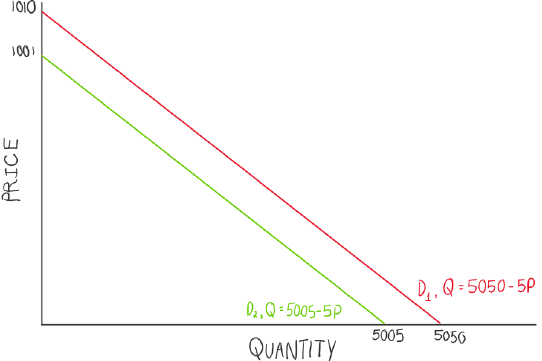 1010
1001
PRICE
D₁, Q = 5050-5P
D₂, Q = 5005-5P
5005 5050
QUANTITY